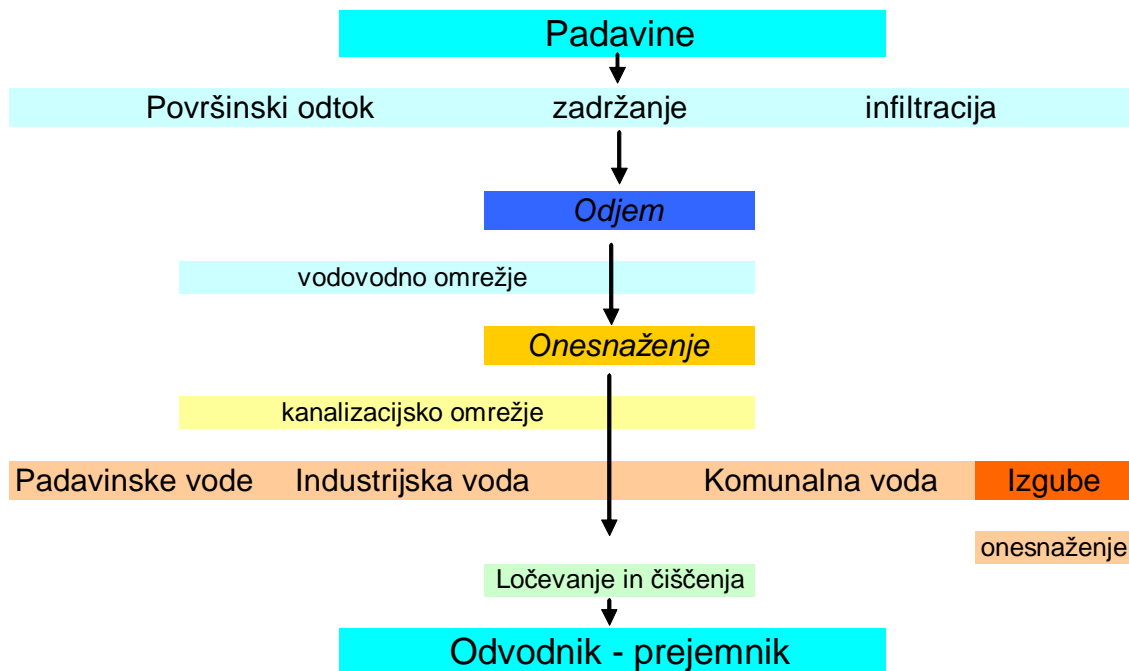 Padavine
Površinski odtok zadržanje infiltracija
Odjem
vodovodno omrežje
Onesnaženje
kanalizacijsko omrežje
Padavinske vode Industrijska voda Komunalna voda Izgube
onesnaženje
Ločevanje in čiščenja
Odvodnik - prejemnik